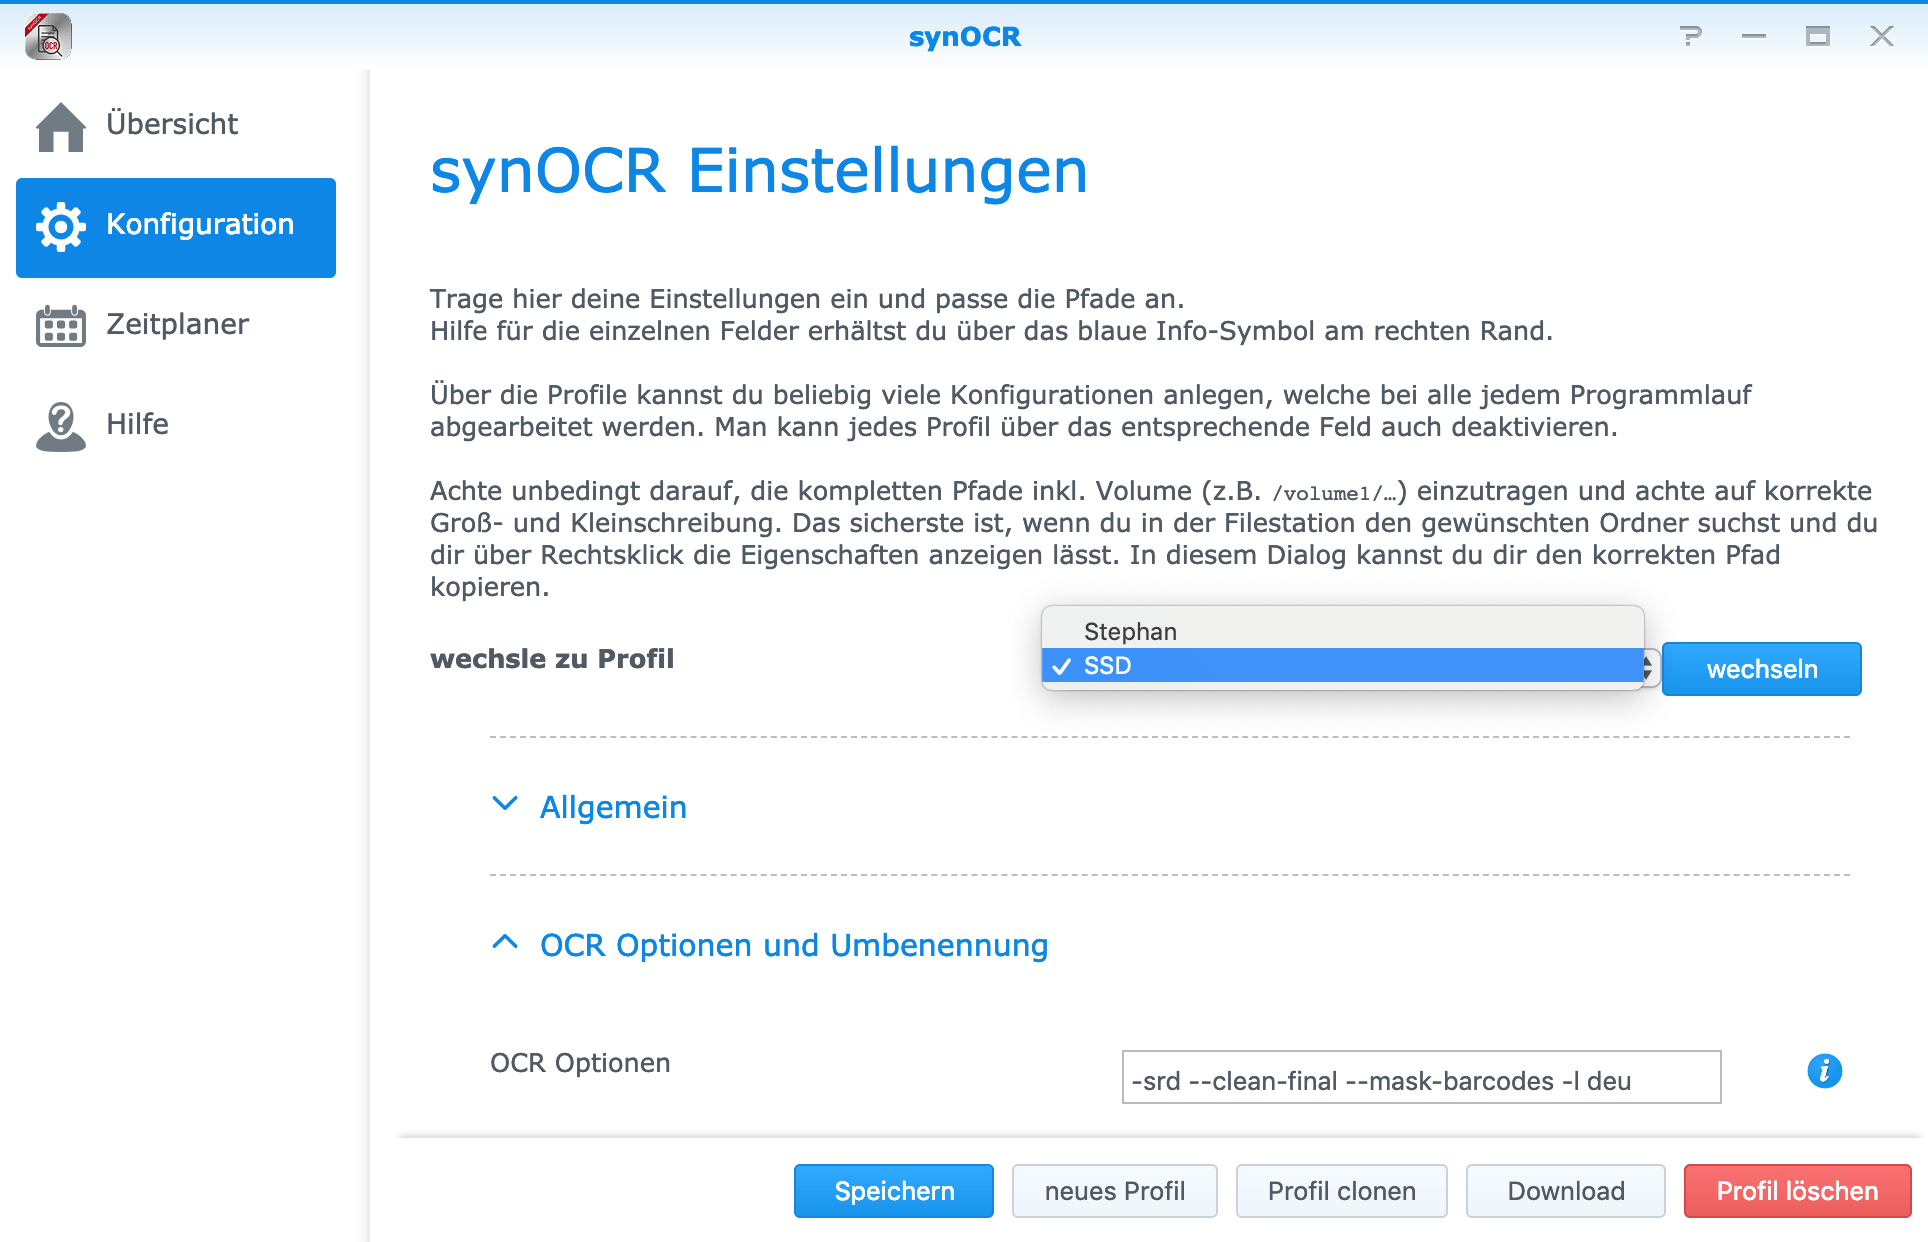 synOCR
Übersicht
Konfiguration
Zeitplaner
Hilfe
synOCR Einstellungen
Trage hier deine Einstellungen ein und passe die Pfade an.
Hilfe für die einzelnen Felder erhältst du über das blaue Info-Symbol am rechten Rand.
Über die Profile kannst du beliebig viele Konfigurationen anlegen, welche bei alle jedem Programmlauf
abgearbeitet werden. Man kann jedes Profil über das entsprechende Feld auch deaktivieren.
Achte unbedingt darauf, die kompletten Pfade inkl. Volume (z.B. /volume1/…) einzutragen und achte auf korrekte
Groß- und Kleinschreibung. Das sicherste ist, wenn du in der Filestation den gewünschten Ordner suchst und du
dir über Rechtsklick die Eigenschaften anzeigen lässt. In diesem Dialog kannst du dir den korrekten Pfad
kopieren.
wechsle zu Profil
Stephan
✓ SSD
wechseln
Allgemein
OCR Optionen und Umbenennung
OCR Optionen
-srd --clean-final --mask-barcodes -l deu
Speichern
neues Profil
Profil clonen
Download
Profil löschen